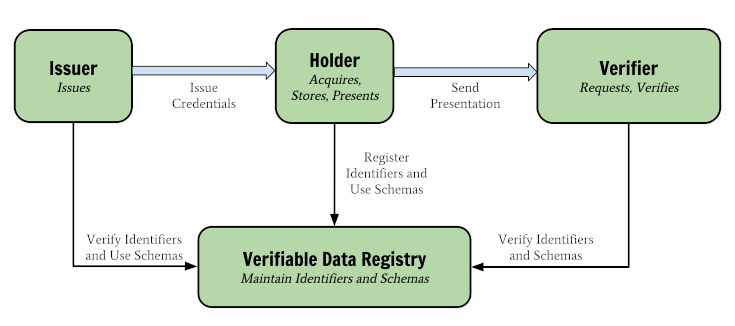 Issuer
Issues
Issue
Credentials
Holder
Acquires,
Stores, Presents
Send
Presentation
Verifier
Requests, Verifies
Register
Identifiers and
Use Schemas
Verify Identifiers
and Use Schemas
Verifiable Data Registry
Maintain Identifiers and Schemas
Verify Identifiers
and Schemas